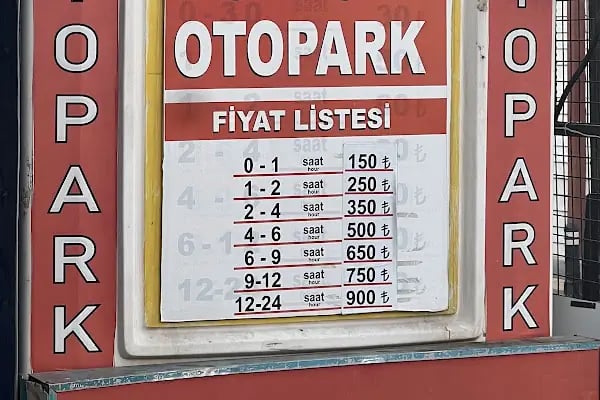 OTOPARK
FİYAT LİSTESİ
0 - 1 saat hour 150 ₺
1 - 2 saat hour 250 ₺
2 - 4 saat hour 350 ₺
4 - 6 saat hour 500 ₺
6 - 9 saat hour 650 ₺
9-12 saat hour 750 ₺
12-24 saat hour 900 ₺
OPARK
OPARK